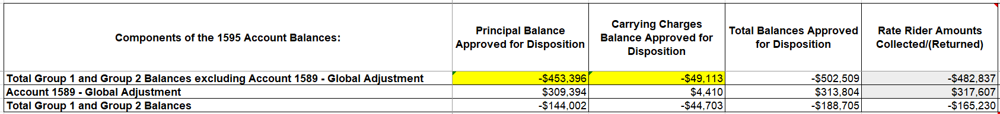 Components of the 1595 Account Balances:
Principal Balance
Approved for Disposition
Carrying Charges
Balance Approved for
Disposition
Total Balances Approved
for Disposition
Rate Rider Amounts
Collected/(Returned)
Total Group 1 and Group 2 Balances excluding Account 1589 - Global Adjustment -$453,396 -$49,113 -$502,509 -$482,837
Account 1589 - Global Adjustment $309,394 $4,410 $313,804 $317,607
Total Group 1 and Group 2 Balances -$144,002 -$44,703 -$188,705 -$165,230